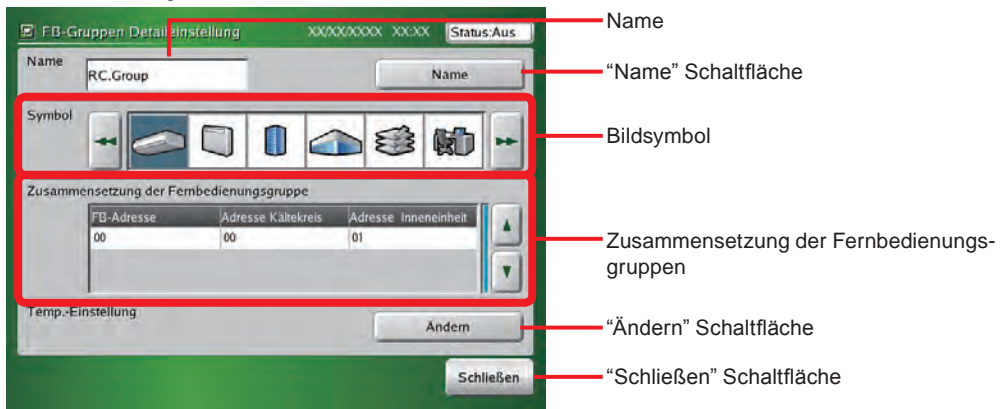 FB-Gruppen Detaileinstellung XX/XX/XXXX XX:XX Status:Aus
Name
RC.Group
Name
Symbol
Zusammensetzung der Fernbedienungsgruppe
FB-Adresse Adresse Kältekreis Adresse Inneneinheit
00 00 01
Temp.-Einstellung
Ändern
Schließen
Name
“Name” Schaltfläche
Bildsymbol
Zusammensetzung der Fernbedienungs-
gruppen
“Ändern” Schaltfläche
“Schließen” Schaltfläche